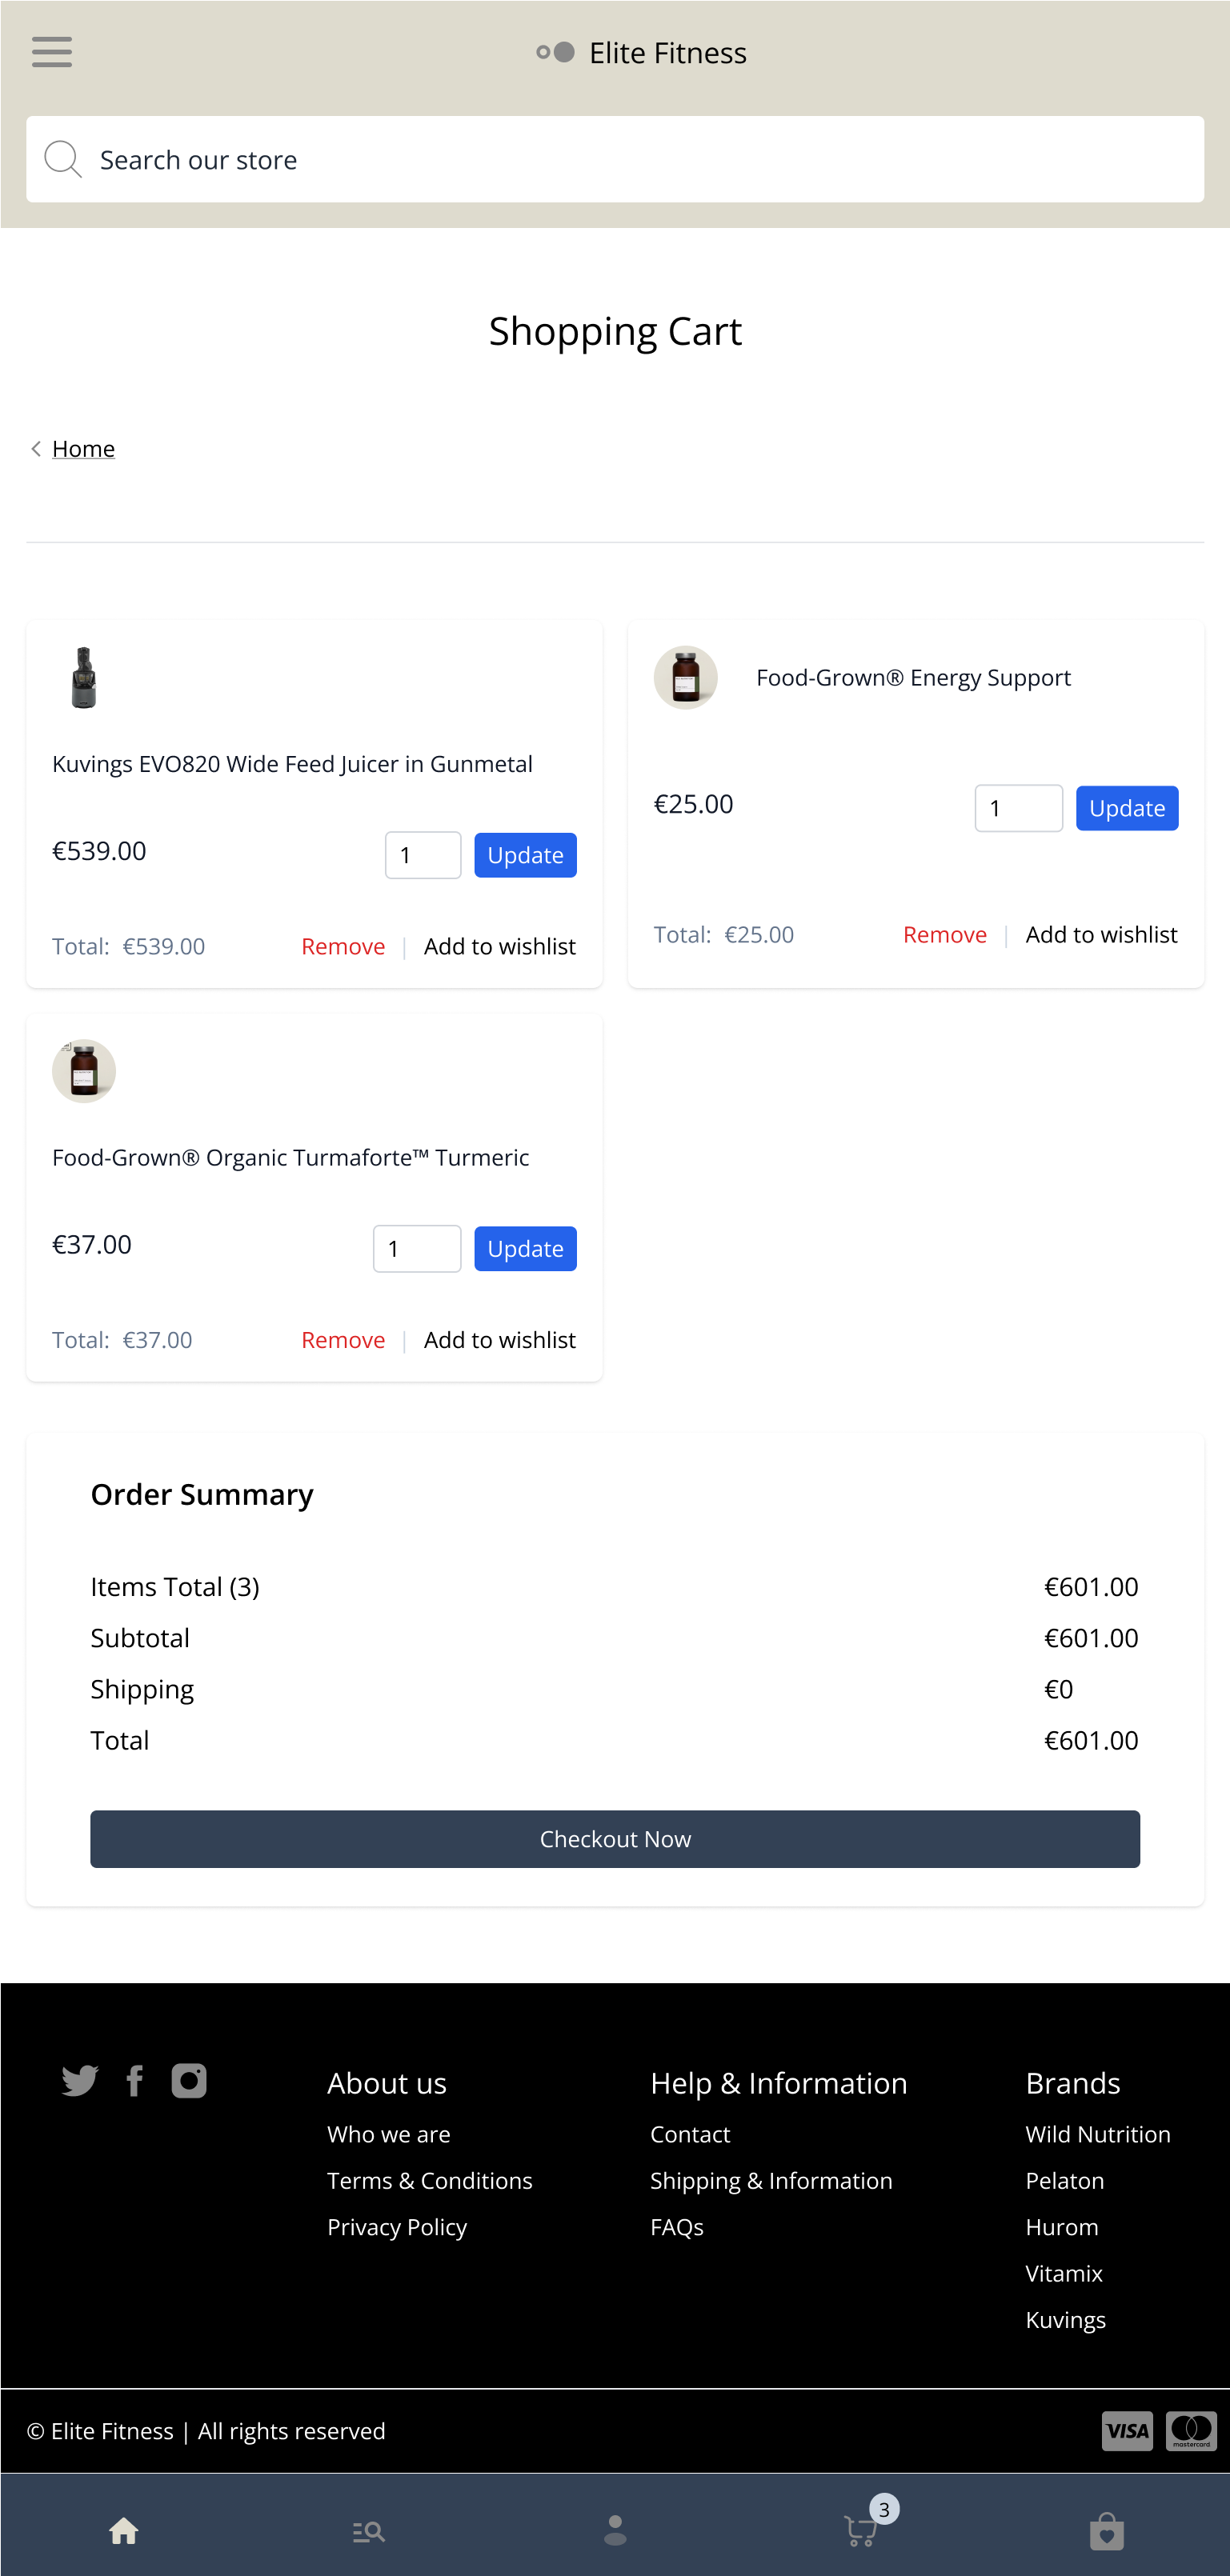 Elite Fitness
Search our store
Shopping Cart
Home
Kuvings EVO820 Wide Feed Juicer in Gunmetal
€539.00
1
Update
Total: €539.00
Remove | Add to wishlist
Food-Grown® Energy Support
€25.00
1
Update
Total: €25.00
Remove | Add to wishlist
Food-Grown® Organic Turmaforte™ Turmeric
€37.00
1
Update
Total: €37.00
Remove | Add to wishlist
Order Summary
Items Total (3) €601.00
Subtotal €601.00
Shipping €0
Total €601.00
Checkout Now
About us
Who we are
Terms & Conditions
Privacy Policy
Help & Information
Contact
Shipping & Information
FAQs
Brands
Wild Nutrition
Pelaton
Hurom
Vitamix
Kuvings
© Elite Fitness | All rights reserved
VISA
mastercard
3